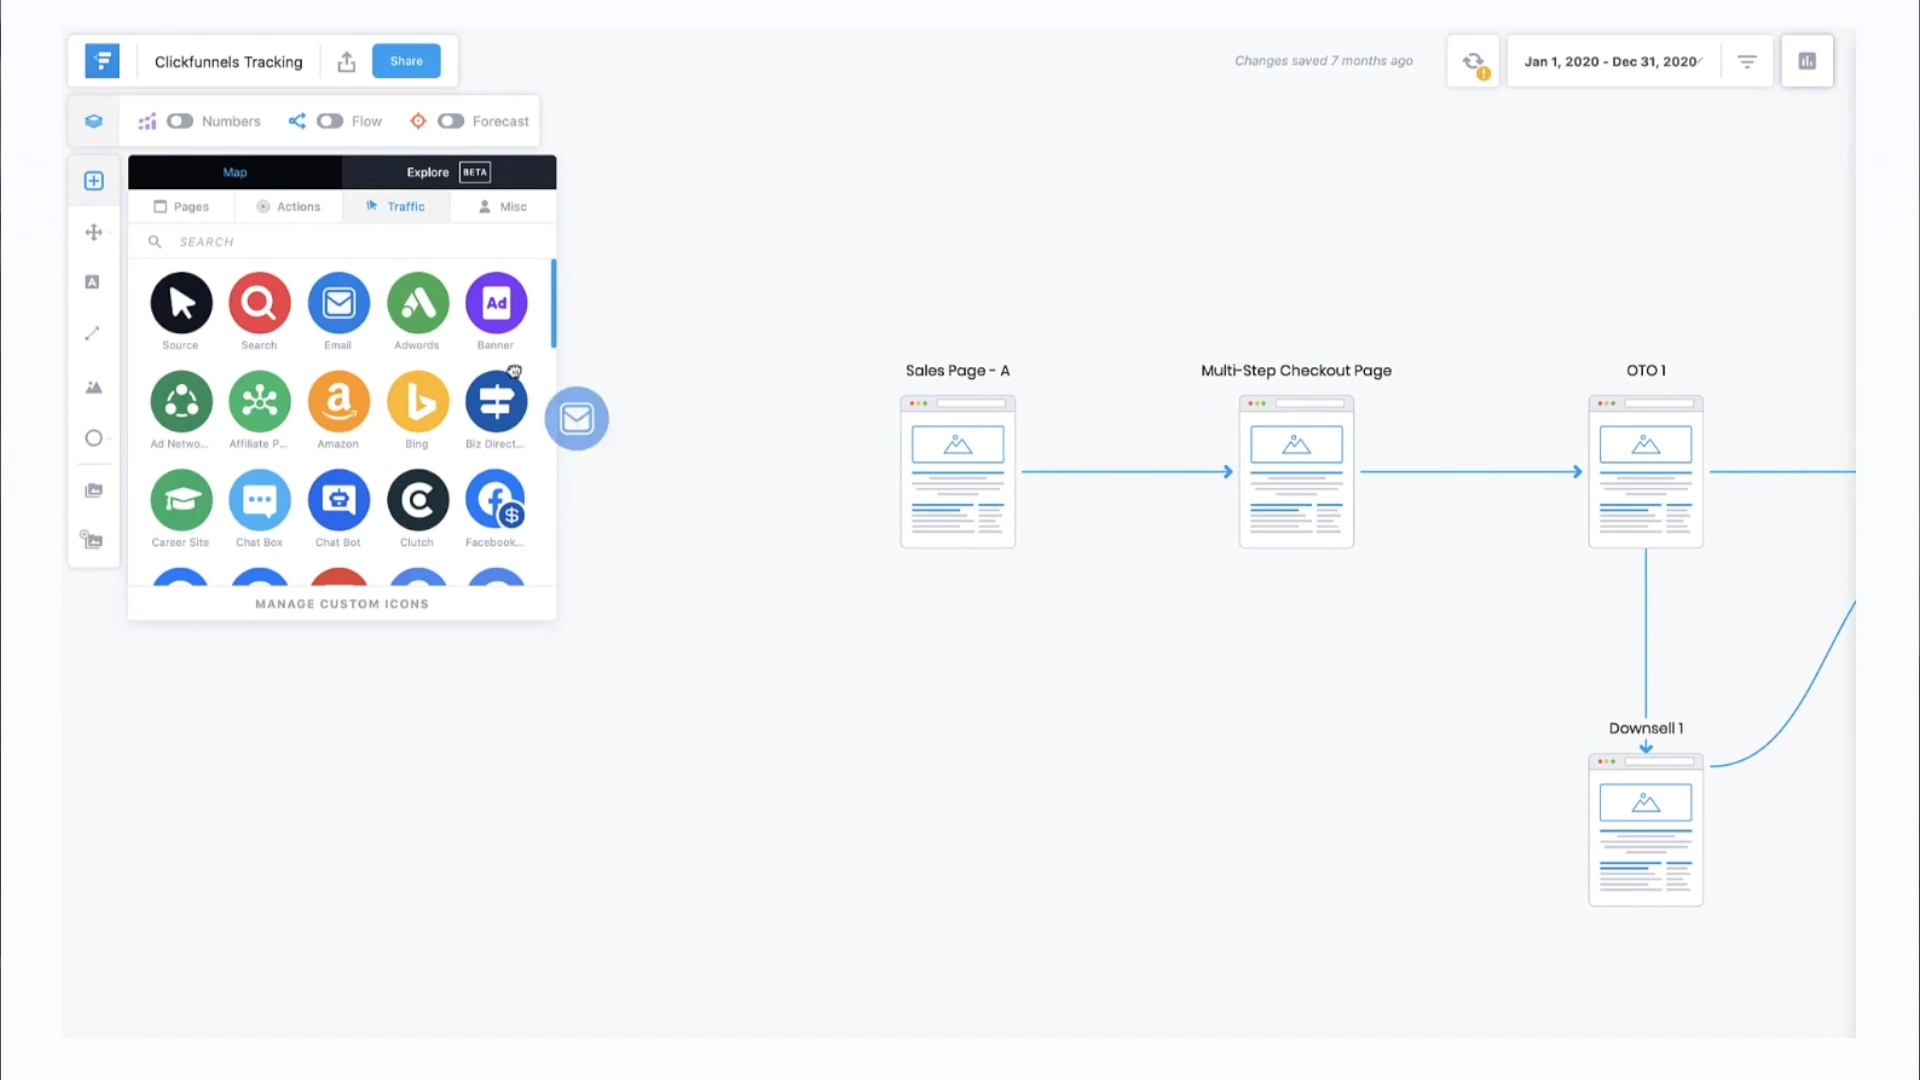 Clickfunnels Tracking
Share
Changes saved 7 months ago
Jan 1, 2020 - Dec 31, 2020
Numbers
Flow
Forecast
Map
Explore BETA
Pages
Actions
Traffic
Misc
SEARCH
Source
Search
Email
Adwords
Ad
Banner
Ad Netwo...
Affiliate P...
Amazon
Bing
Biz Direct...
Career Site
Chat Box
Chat Bot
Clutch
Facebook...
MANAGE CUSTOM ICONS
Sales Page - A
Multi-Step Checkout Page
OTO 1
Downsell 1